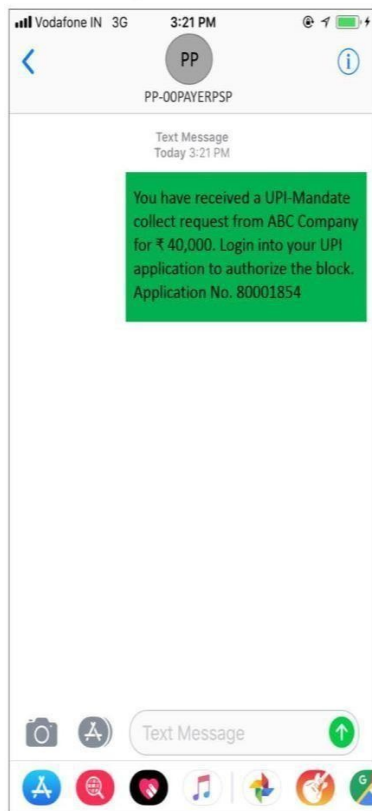 Vodafone IN 3G 3:21 PM
PP
PP-00PAYERPSP
Text Message
Today 3:21 PM
You have received a UPI-Mandate
collect request from ABC Company
for ₹ 40,000. Login into your UPI
application to authorize the block.
Application No. 80001854
Text Message